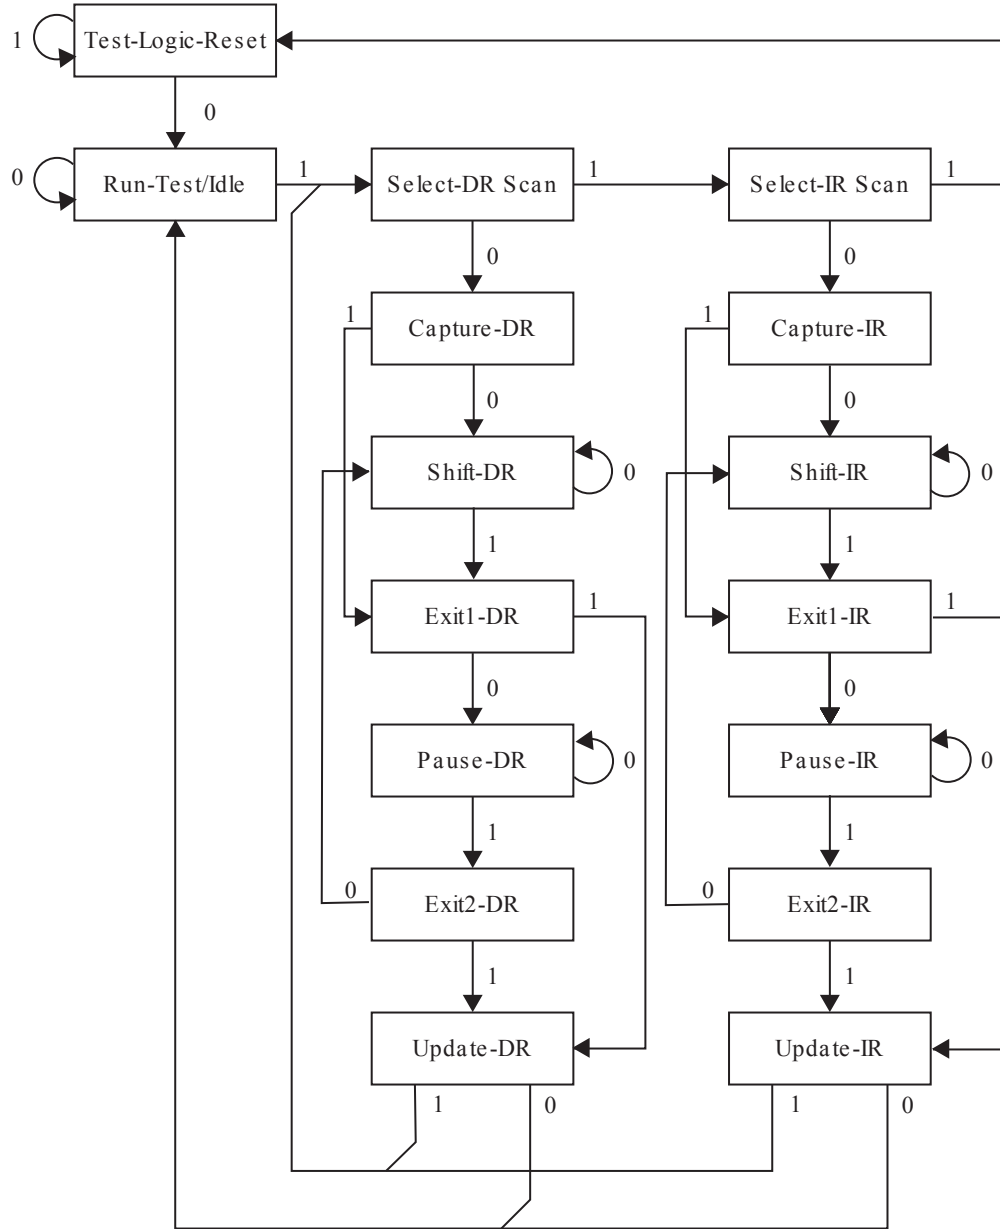 1
Test-Logic-Reset
0
0
Run-Test/Idle
1
Select-DR Scan
1
Select-IR Scan
1
0
0
1
Capture-DR
1
Capture-IR
0
0
Shift-DR
0
Shift-IR
0
1
1
Exit1-DR
1
Exit1-IR
1
0
0
Pause-DR
0
Pause-IR
0
1
1
0
Exit2-DR
0
Exit2-IR
1
1
Update-DR
Update-IR
1
0
1
0